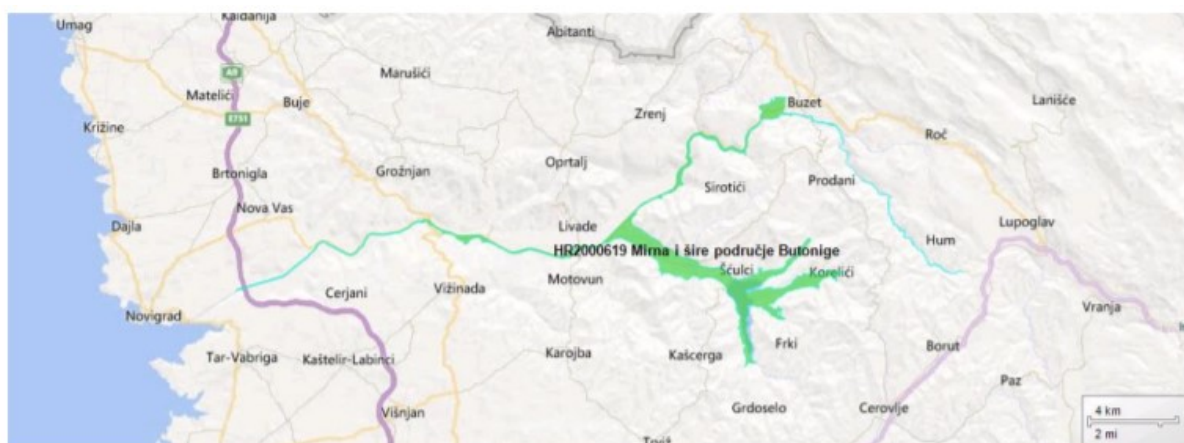 Umag
Kaldanija
Abitanti
A9
Marušići
Matelići
Buje
Zrenj
Buzet
Lanišće
E751
Križine
Roč
Oprtalj
Grožnjan
Brtonigla
Sirotići
Prodani
Nova Vas
Dajla
Livade
Lupoglav
Hum
HR2000619 Mirna i šire područje Butonige
Šćulci
Korelići
Motovun
Cerjani
Vižinada
Novigrad
Vranja
Tar-Vabriga
Kaštelir-Labinci
Karojba
Kašcerga
Frki
Borut
Paz
Grdoselo
Cerovlje
Višnjan
4 km
2 mi